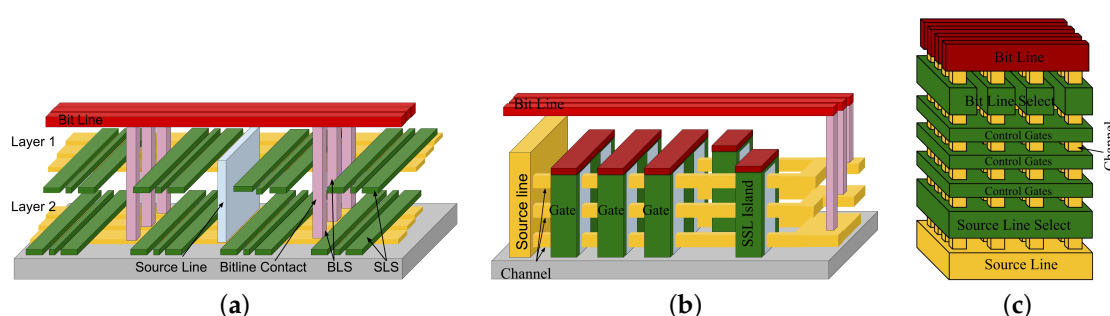 Bit Line
Layer 1
Layer 2
Source Line
Bitline Contact
BLS
SLS
(a)
Bit Line
Source line
Gate
Gate
Gate
SSL Island
Channel
(b)
Bit Line
Bit Line Select
Control Gates
Control Gates
Control Gates
Channel
Source Line Select
Source Line
(c)